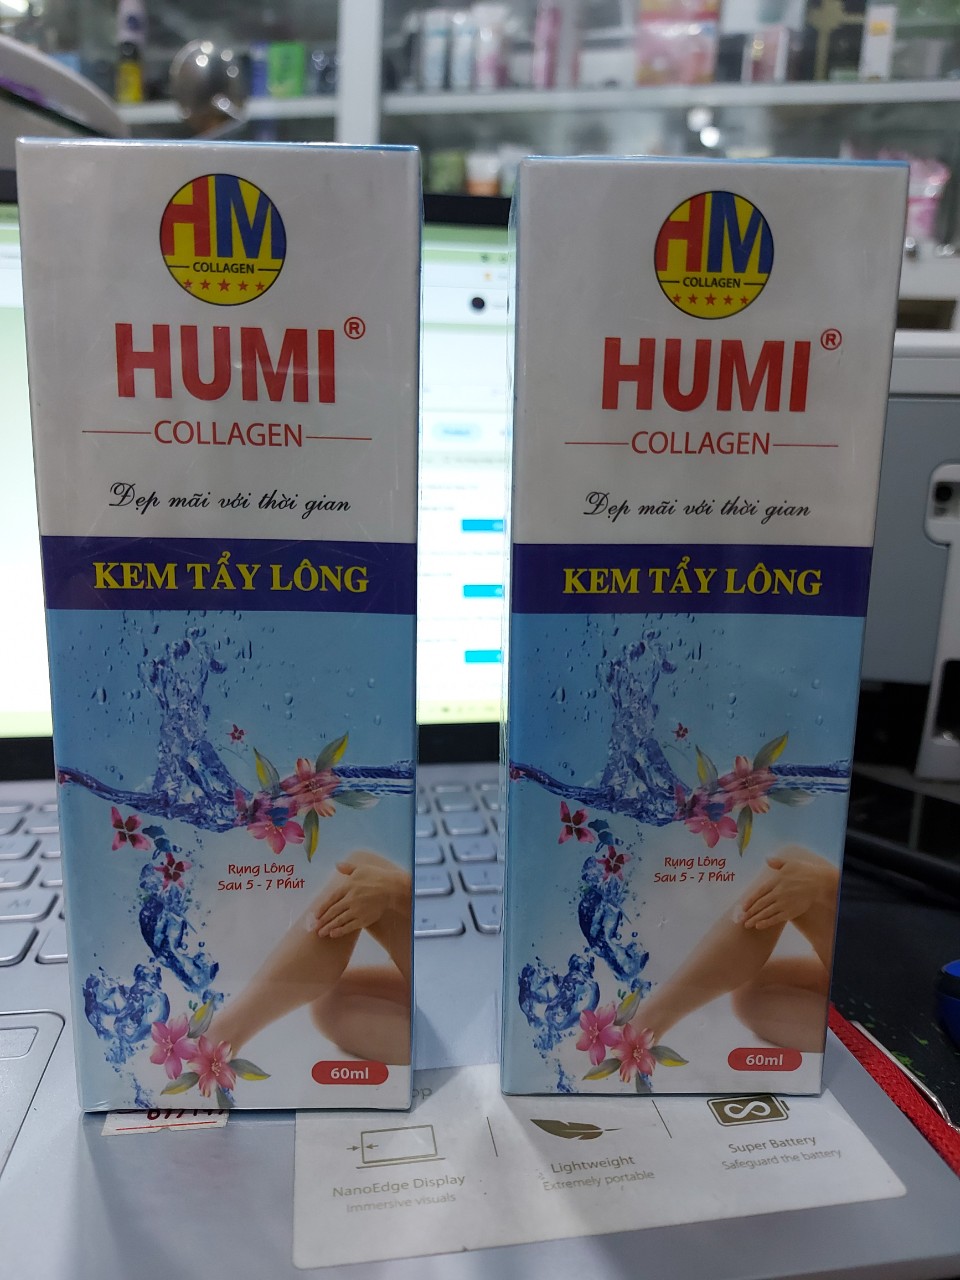 HM
COLLAGEN
HUMI®
COLLAGEN
Đẹp mãi với thời gian
KEM TẨY LÔNG
Rụng Lông
Sau 5 - 7 Phút
60ml
HM
COLLAGEN
HUMI®
COLLAGEN
Đẹp mãi với thời gian
KEM TẨY LÔNG
Rụng Lông
Sau 5 - 7 Phút
60ml
NanoEdge Display
Immersive visuals
Lightweight
Extremely portable
Super Battery
Safeguard the battery